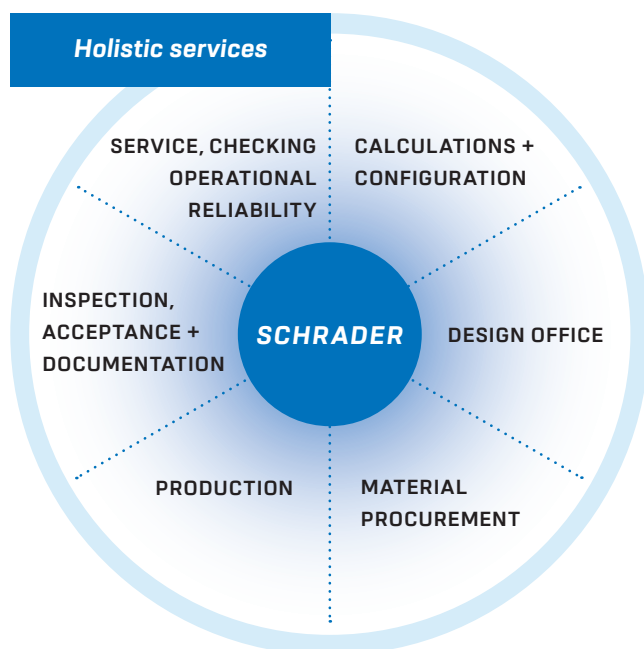 Holistic services
SERVICE, CHECKING
OPERATIONAL
RELIABILITY
CALCULATIONS +
CONFIGURATION
INSPECTION,
ACCEPTANCE +
DOCUMENTATION
SCHRADER
DESIGN OFFICE
PRODUCTION
MATERIAL
PROCUREMENT